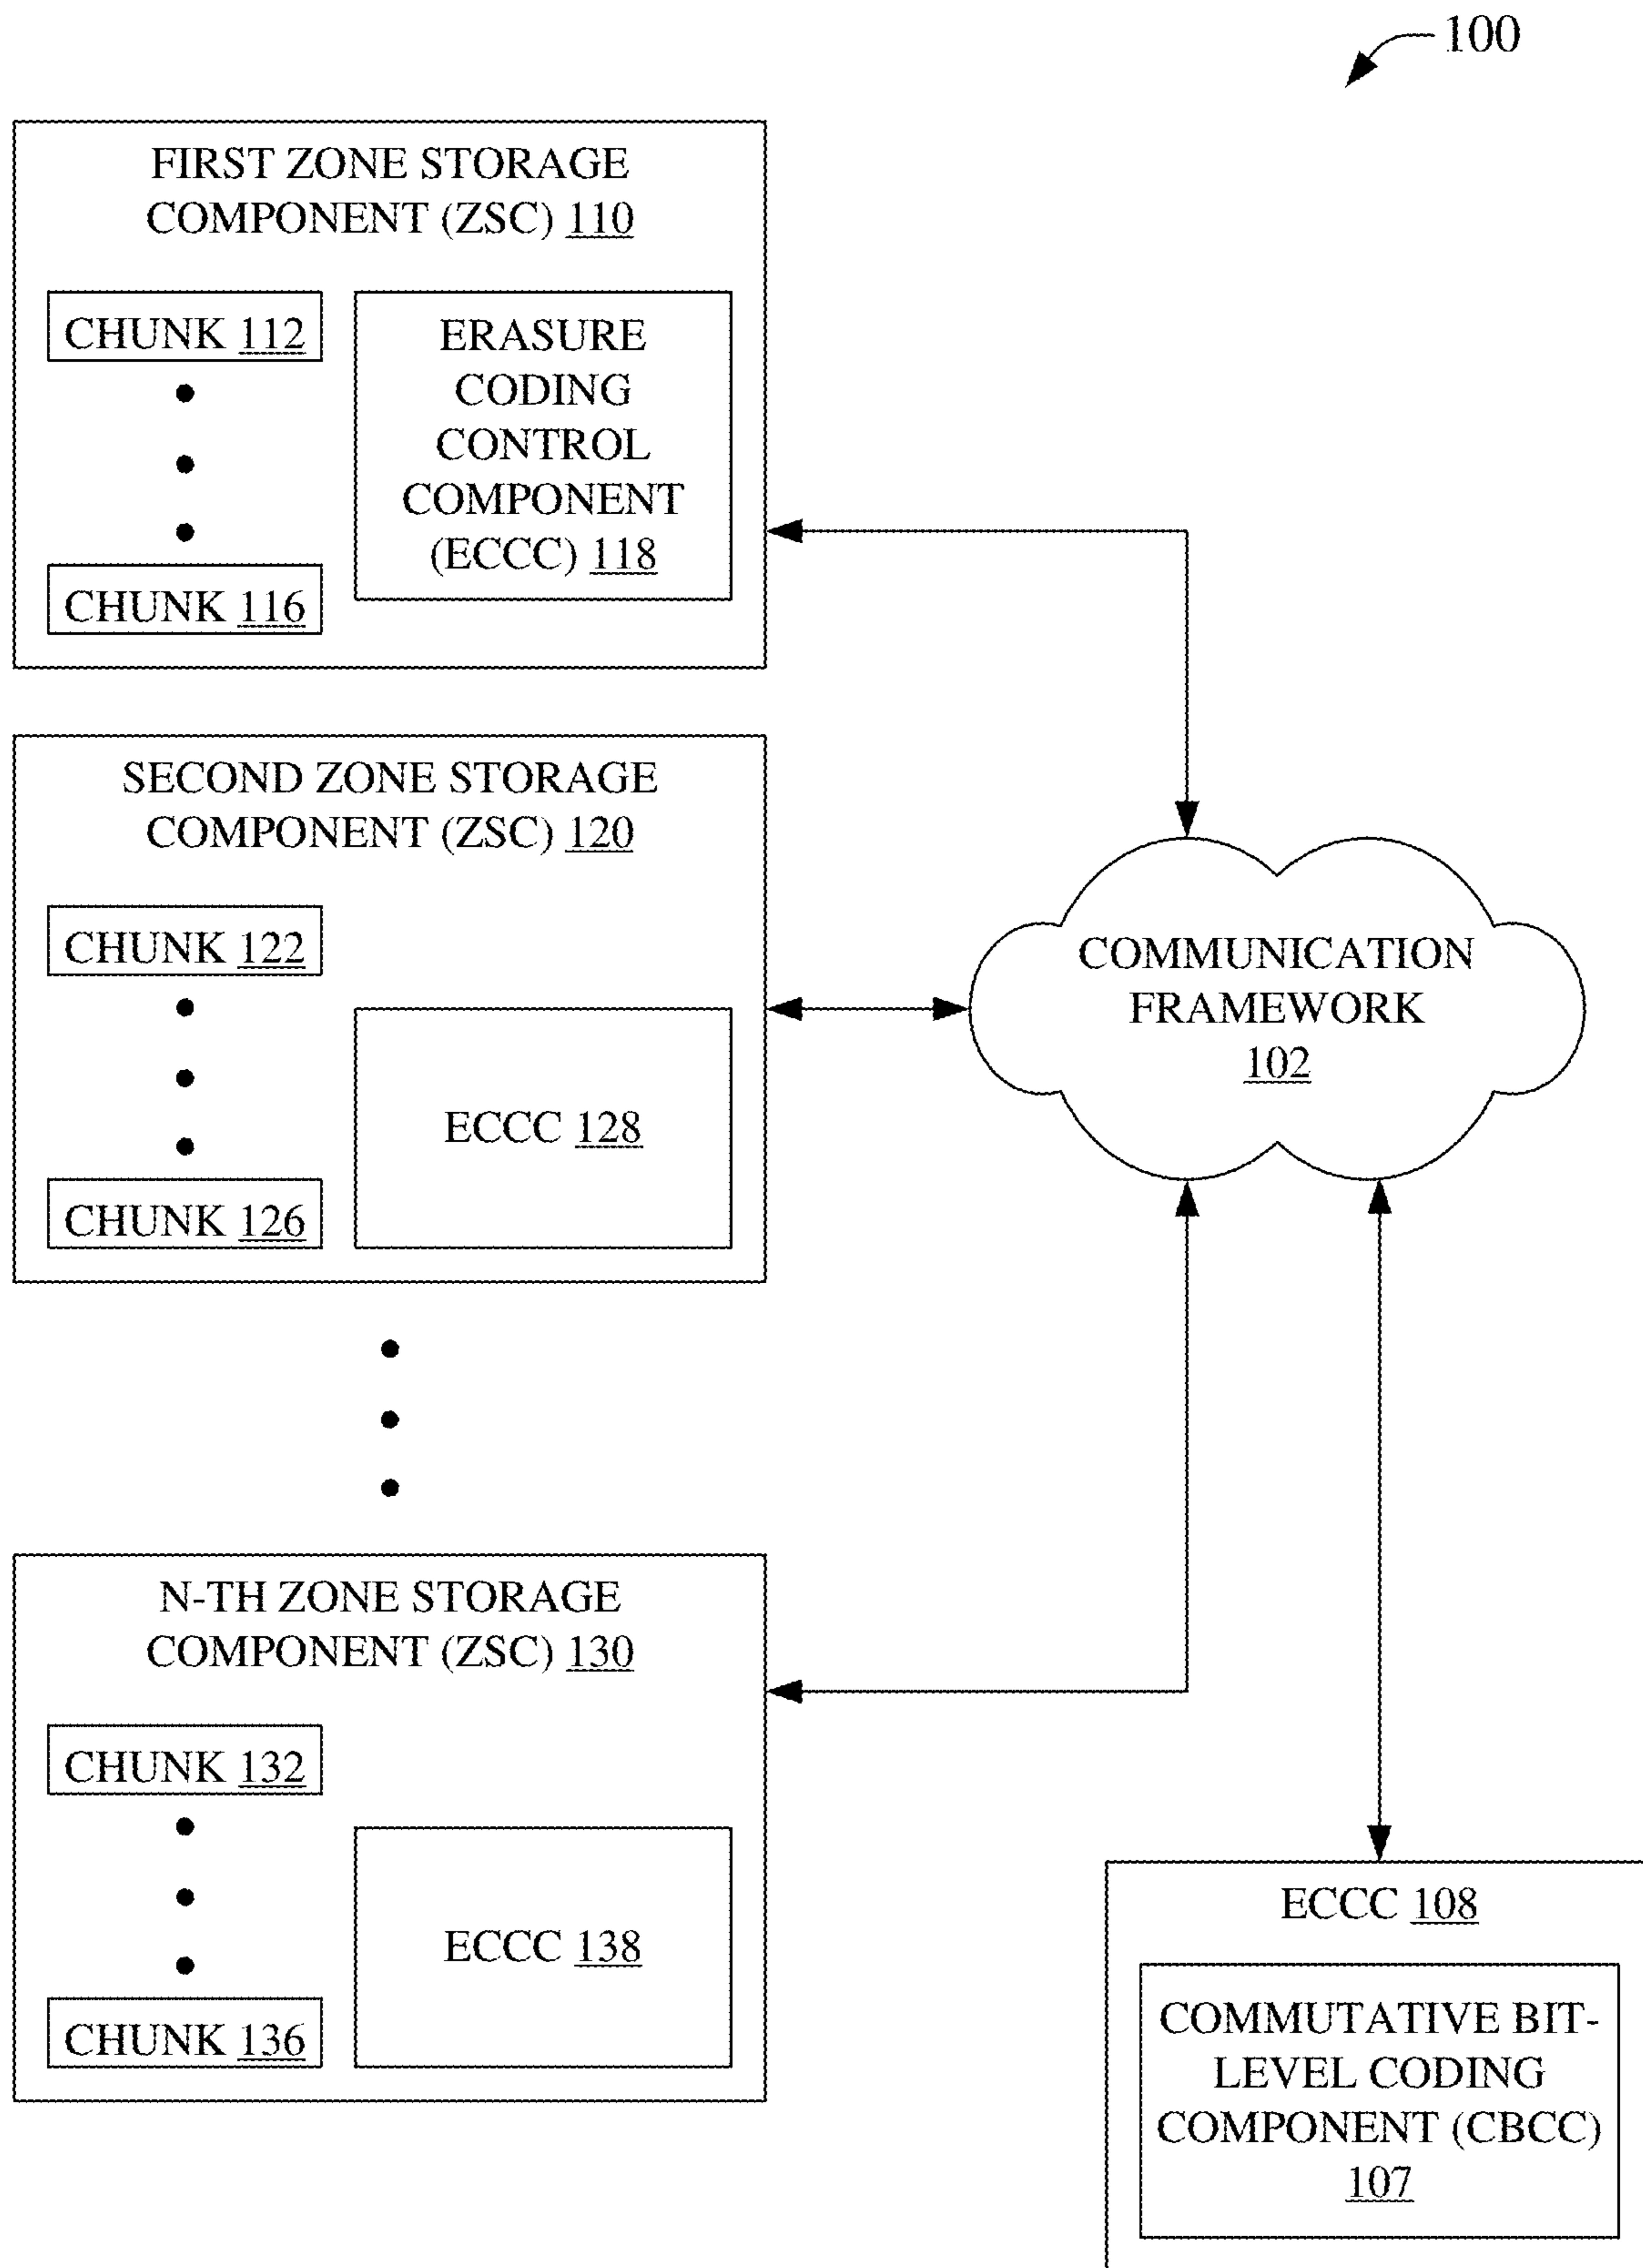 100
FIRST ZONE STORAGE
COMPONENT (ZSC) 110
CHUNK 112
CHUNK 116
ERASURE
CODING
CONTROL
COMPONENT
(ECCC) 118
SECOND ZONE STORAGE
COMPONENT (ZSC) 120
CHUNK 122
CHUNK 126
ECCC 128
COMMUNICATION
FRAMEWORK
102
N-TH ZONE STORAGE
COMPONENT (ZSC) 130
CHUNK 132
CHUNK 136
ECCC 138
ECCC 108
COMMUTATIVE BIT-
LEVEL CODING
COMPONENT (CBCC)
107